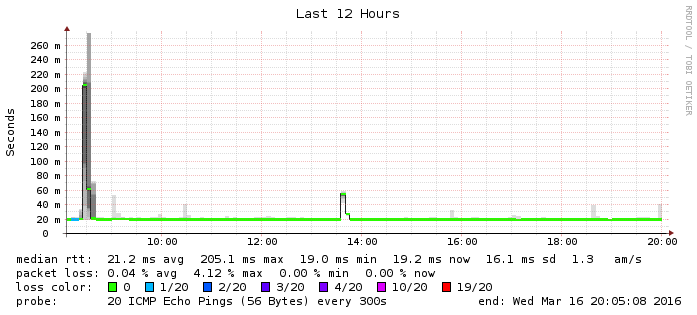 Last 12 Hours
RRDTOOL / TOBI OETIKER
Seconds
260 m
240 m
220 m
200 m
180 m
160 m
140 m
120 m
100 m
80 m
60 m
40 m
20 m
0
10:00 12:00 14:00 16:00 18:00 20:00
median rtt: 21.2 ms avg 205.1 ms max 19.0 ms min 19.2 ms now 16.1 ms sd 1.3 am/s
packet loss: 0.04 % avg 4.12 % max 0.00 % min 0.00 % now
loss color: 0 1/20 2/20 3/20 4/20 10/20 19/20
probe: 20 ICMP Echo Pings (56 Bytes) every 300s end: Wed Mar 16 20:05:08 2016